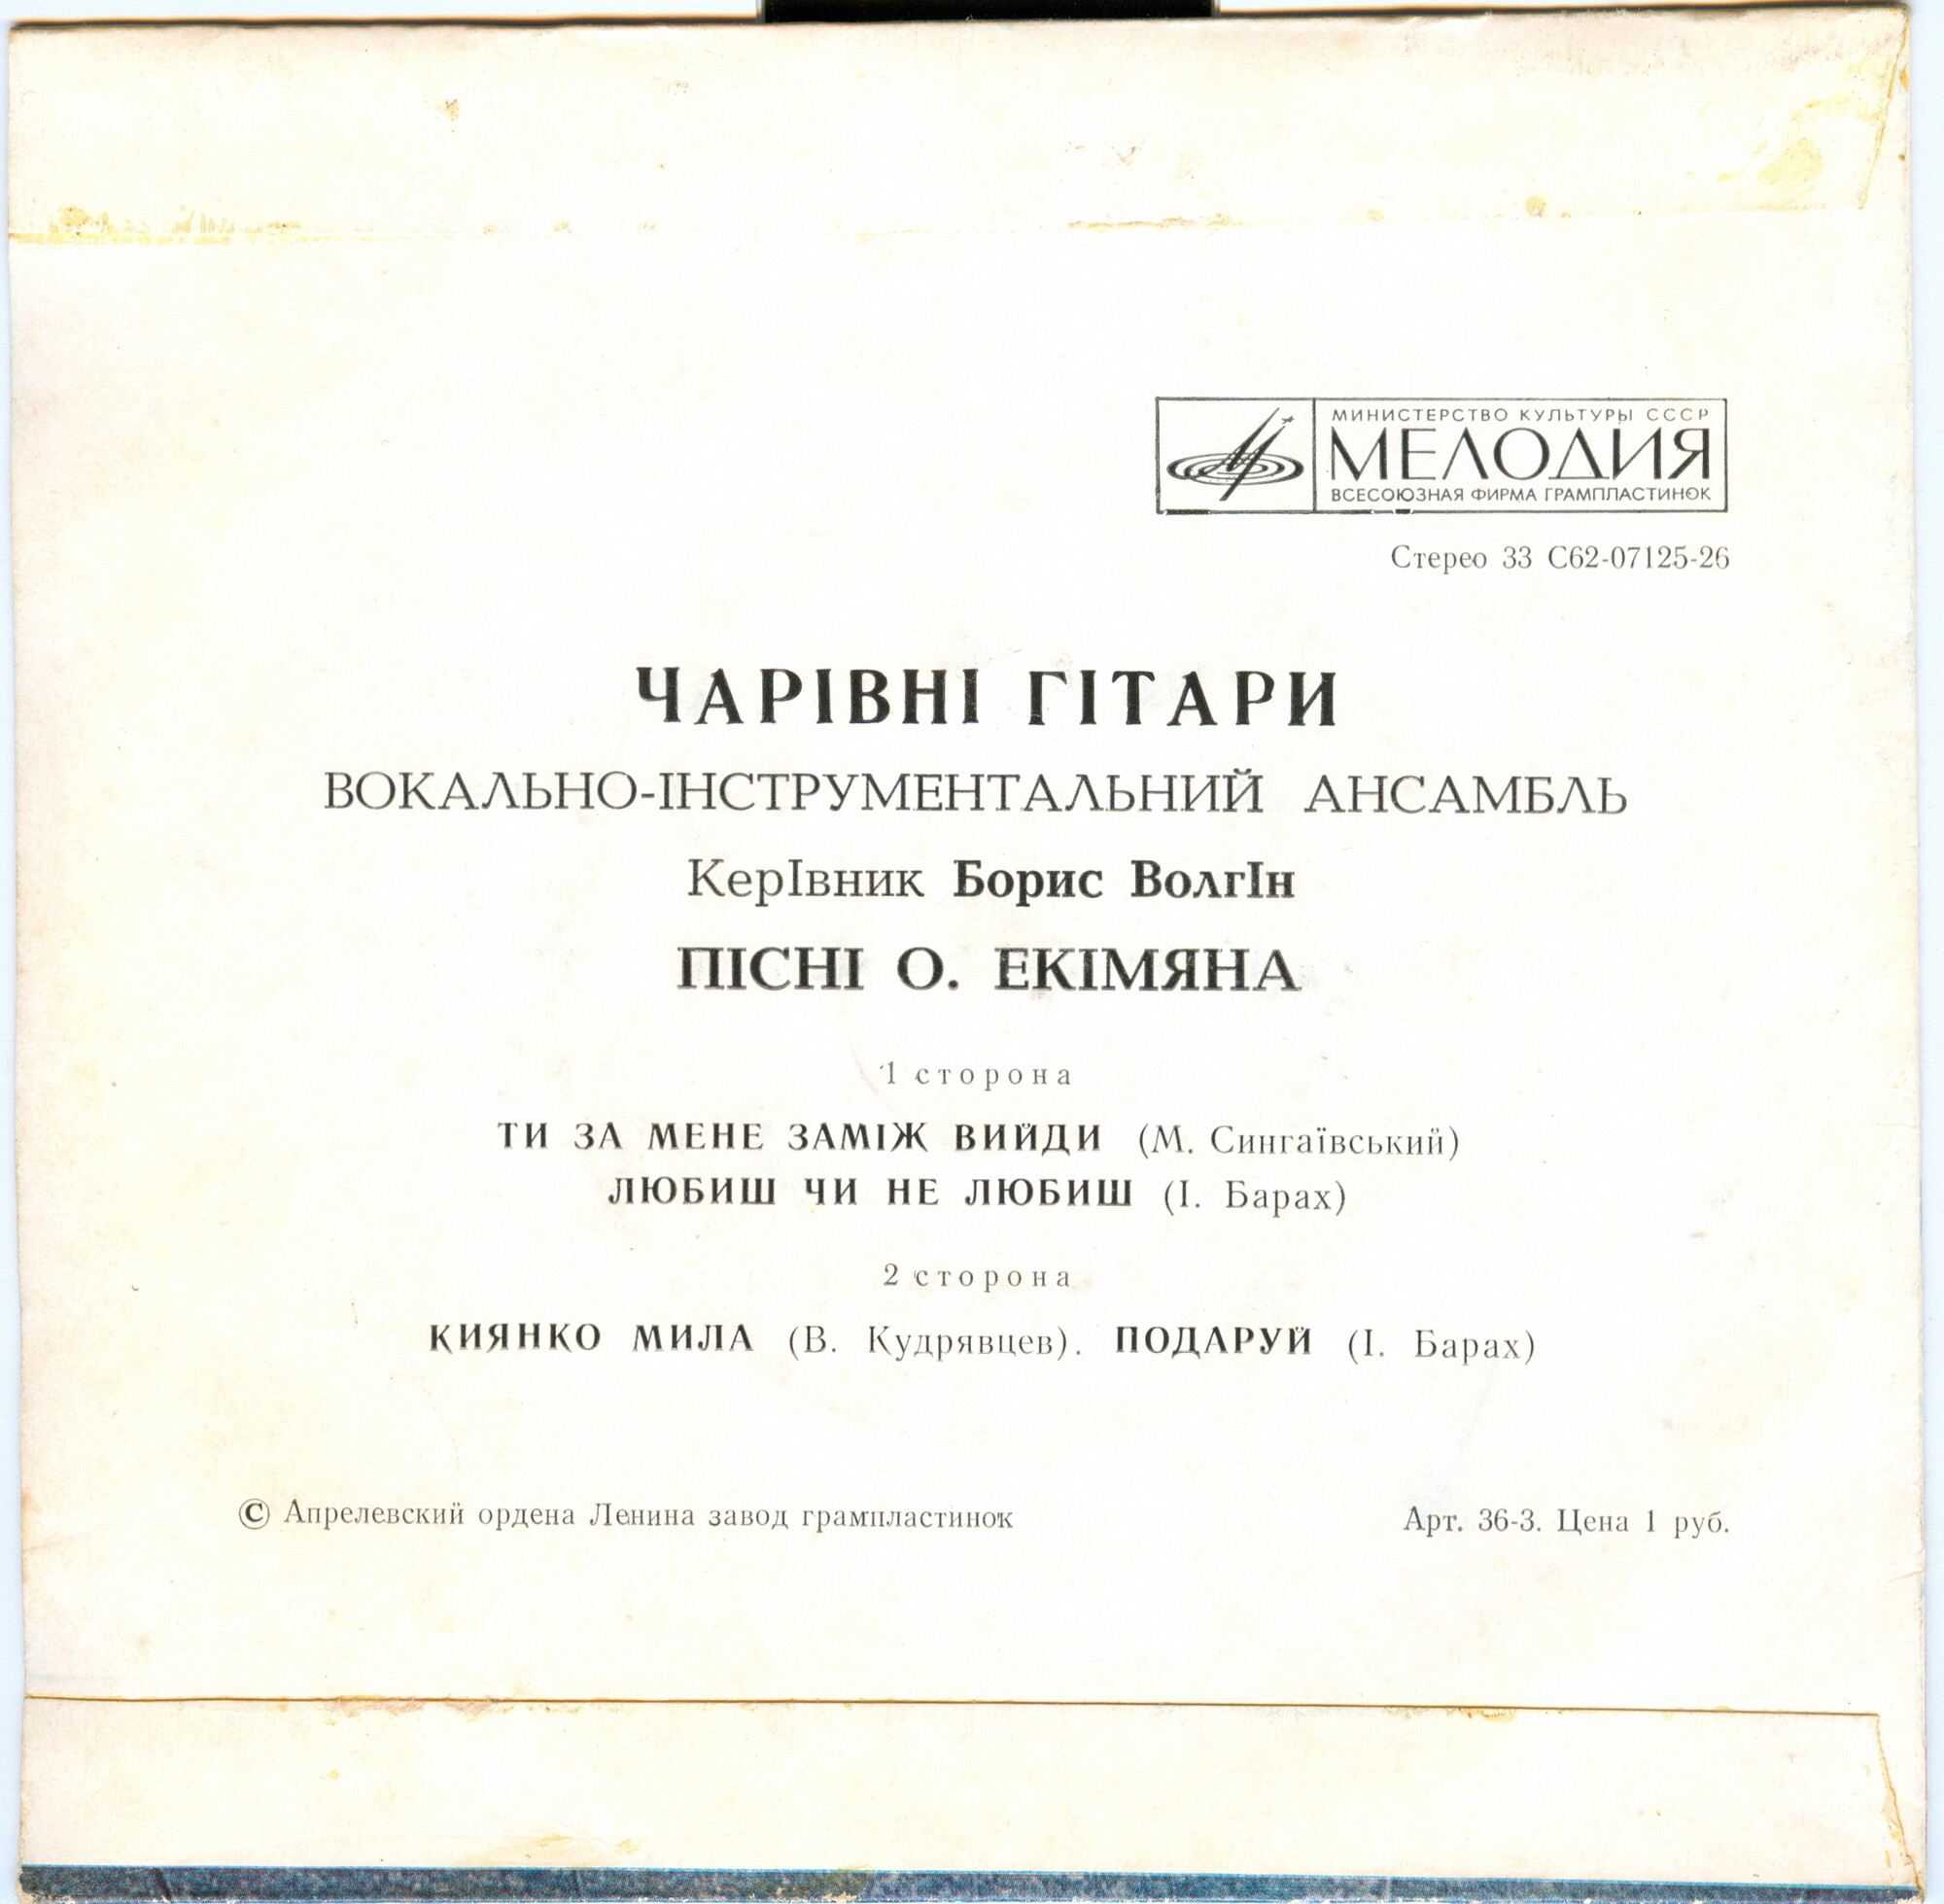 МИНИСТЕРСТВО КУЛЬТУРЫ СССР
МЕЛОДИЯ
ВСЕСОЮЗНАЯ ФИРМА ГРАМПЛАСТИНОК
Стерео 33 С62-07125-26
ЧАРІВНІ ГІТАРИ
ВОКАЛЬНО-ІНСТРУМЕНТАЛЬНИЙ АНСАМБЛЬ
КерІвник Борис ВолгІн
ПІСНІ О. ЕКІМЯНА
1 сторона
ТИ ЗА МЕНЕ ЗАМІЖ ВИЙДИ (М. Сингаївський)
ЛЮБИШ ЧИ НЕ ЛЮБИШ (І. Барах)
2 сторона
КИЯНКО МИЛА (В. Кудрявцев). ПОДАРУЙ (І. Барах)
© Апрелевский ордена Ленина завод грампластинок
Арт. 36-3. Цена 1 руб.